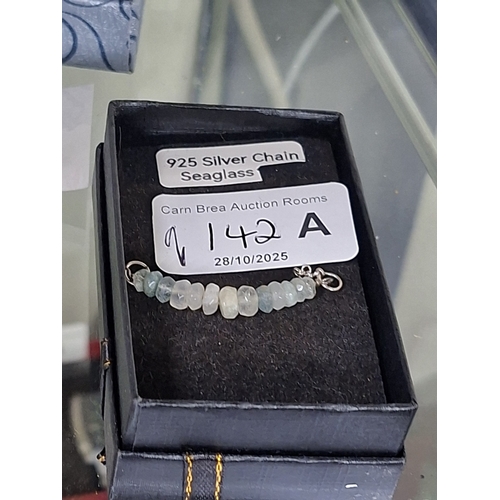 925 Silver Chain
Seaglass
Carn Brea Auction Rooms
142 A
28/10/2025